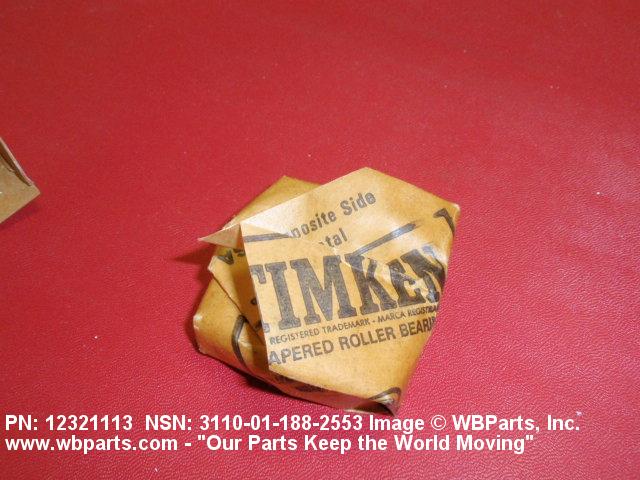 posite Side
tal
TIMKEN
REGISTERED TRADEMARK - MARCA REGISTRA
APERED ROLLER BEARI
PN: 12321113 NSN: 3110-01-188-2553 Image © WBParts, Inc.
www.wbparts.com - "Our Parts Keep the World Moving"